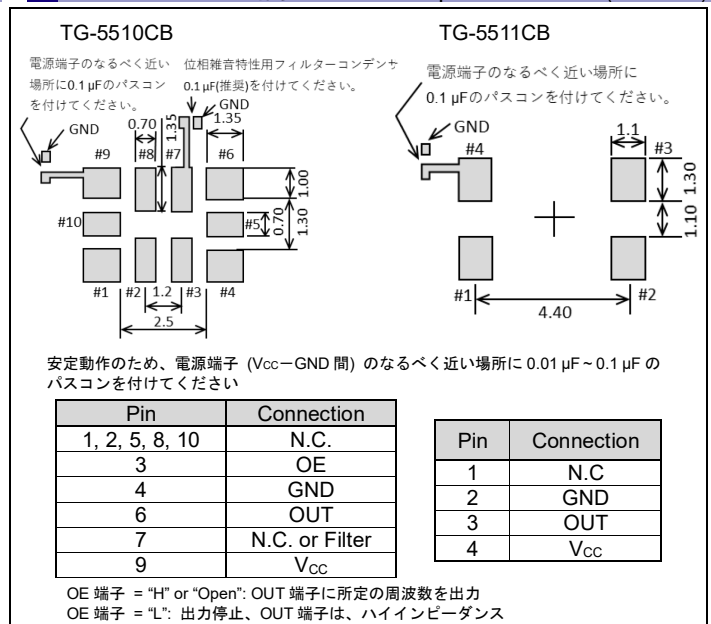 TG-5510CB
電源端子のなるべく近い
場所に0.1 µFのパスコン
を付けてください。
位相雑音特性用フィルターコンデンサ
0.1 µF(推奨)を付けてください。
GND
GND
0.70
1.35
1.35
#9
#8
#7
#6
1.00
#10
#5
0.70
1.30
#1
#2
1.2
#3
#4
2.5
TG-5511CB
電源端子のなるべく近い場所に
0.1 µFのパスコンを付けてください。
GND
#4
1.1
#3
1.30
1.10
#1
#2
4.40
安定動作のため、電源端子 (Vcc－GND 間) のなるべく近い場所に 0.01 µF ~ 0.1 µF の
パスコンを付けてください
Pin Connection
1, 2, 5, 8, 10 N.C.
3 OE
4 GND
6 OUT
7 N.C. or Filter
9 VCC
Pin Connection
1 N.C
2 GND
3 OUT
4 VCC
OE 端子 = “H” or “Open”: OUT 端子に所定の周波数を出力
OE 端子 = “L”: 出力停止、OUT 端子は、ハイインピーダンス